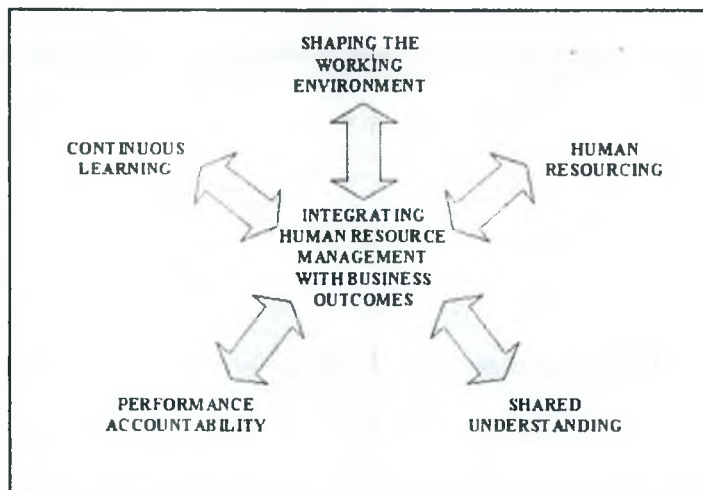 SHAPING THE
WORKING
ENVIRONMENT
CONTINUOUS
LEARNING
HUMAN
RESOURCING
INTEGRATING
HUMAN RESOURCE
MANAGEMENT
WITH BUSINESS
OUTCOMES
PERFORMANCE
ACCOUNTABILITY
SHARED
UNDERSTANDING